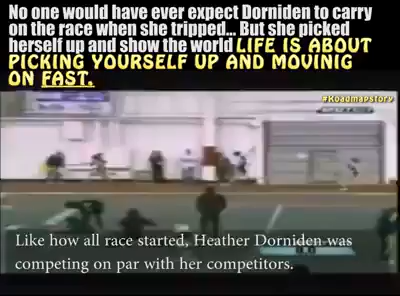 No one would have ever expect Dorniden to carry
on the race when she tripped... But she picked
herself up and show the world LIFE IS ABOUT
PICKING YOURSELF UP AND MOVINIG
ON FAST.
#Roadmapstory
Like how all race started, Heather Dorniden was
competing on par with her competitors.